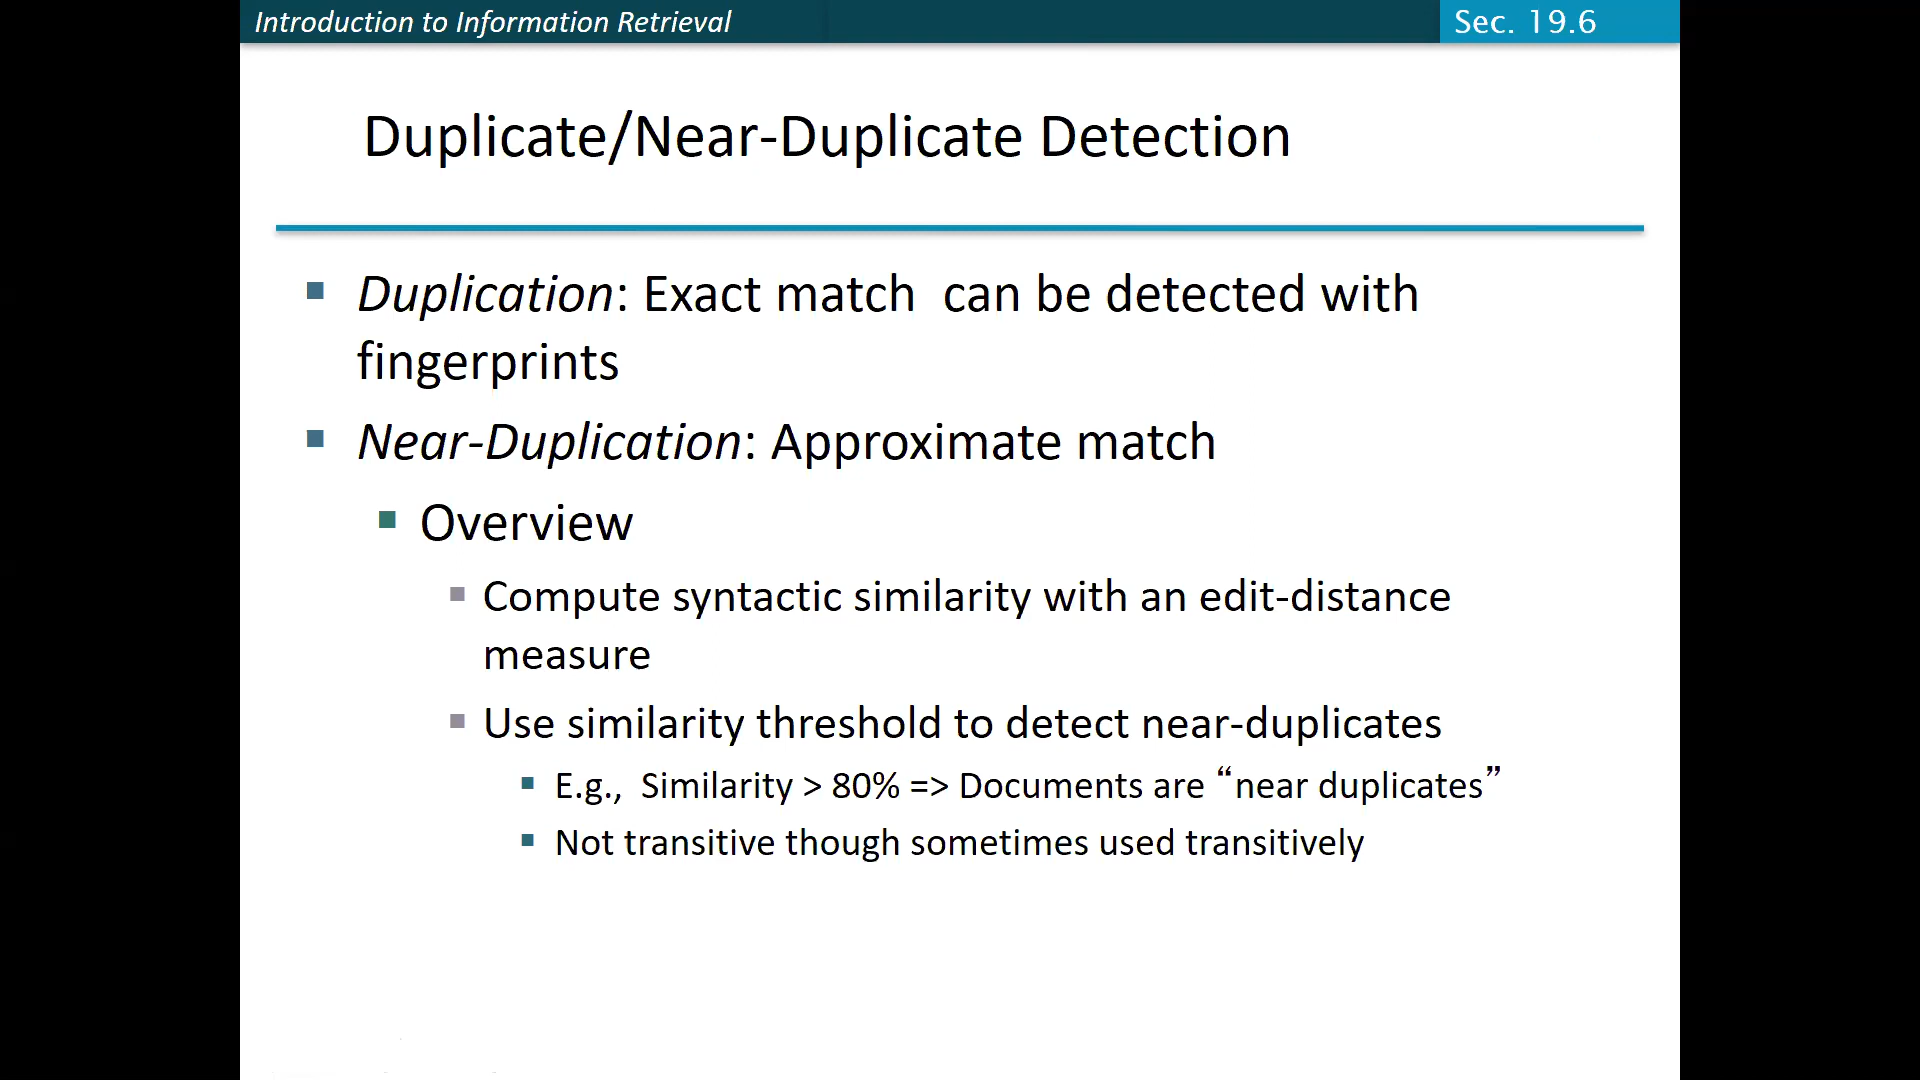 Introduction to Information Retrieval
Sec. 19.6
Duplicate/Near-Duplicate Detection
Duplication: Exact match can be detected with
fingerprints
Near-Duplication: Approximate match
Overview
Compute syntactic similarity with an edit-distance
measure
Use similarity threshold to detect near-duplicates
E.g., Similarity > 80% => Documents are “near duplicates”
Not transitive though sometimes used transitively